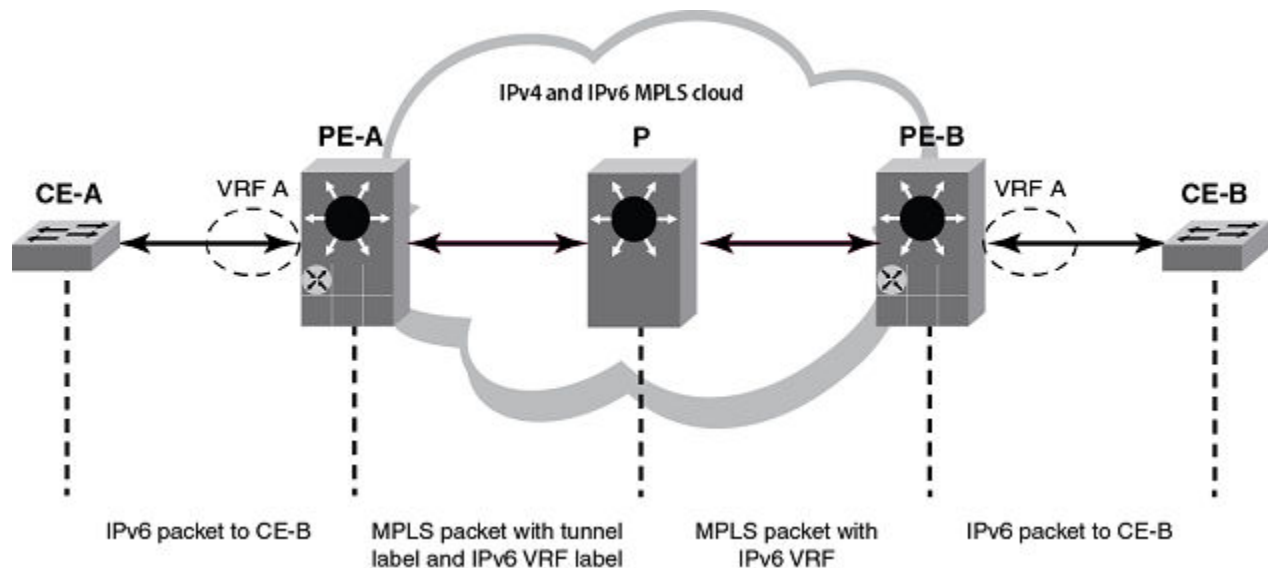 IPv4 and IPv6 MPLS cloud
PE-A
P
PE-B
CE-A
VRF A
VRF A
CE-B
IPv6 packet to CE-B
MPLS packet with tunnel
label and IPv6 VRF label
MPLS packet with
IPv6 VRF
IPv6 packet to CE-B